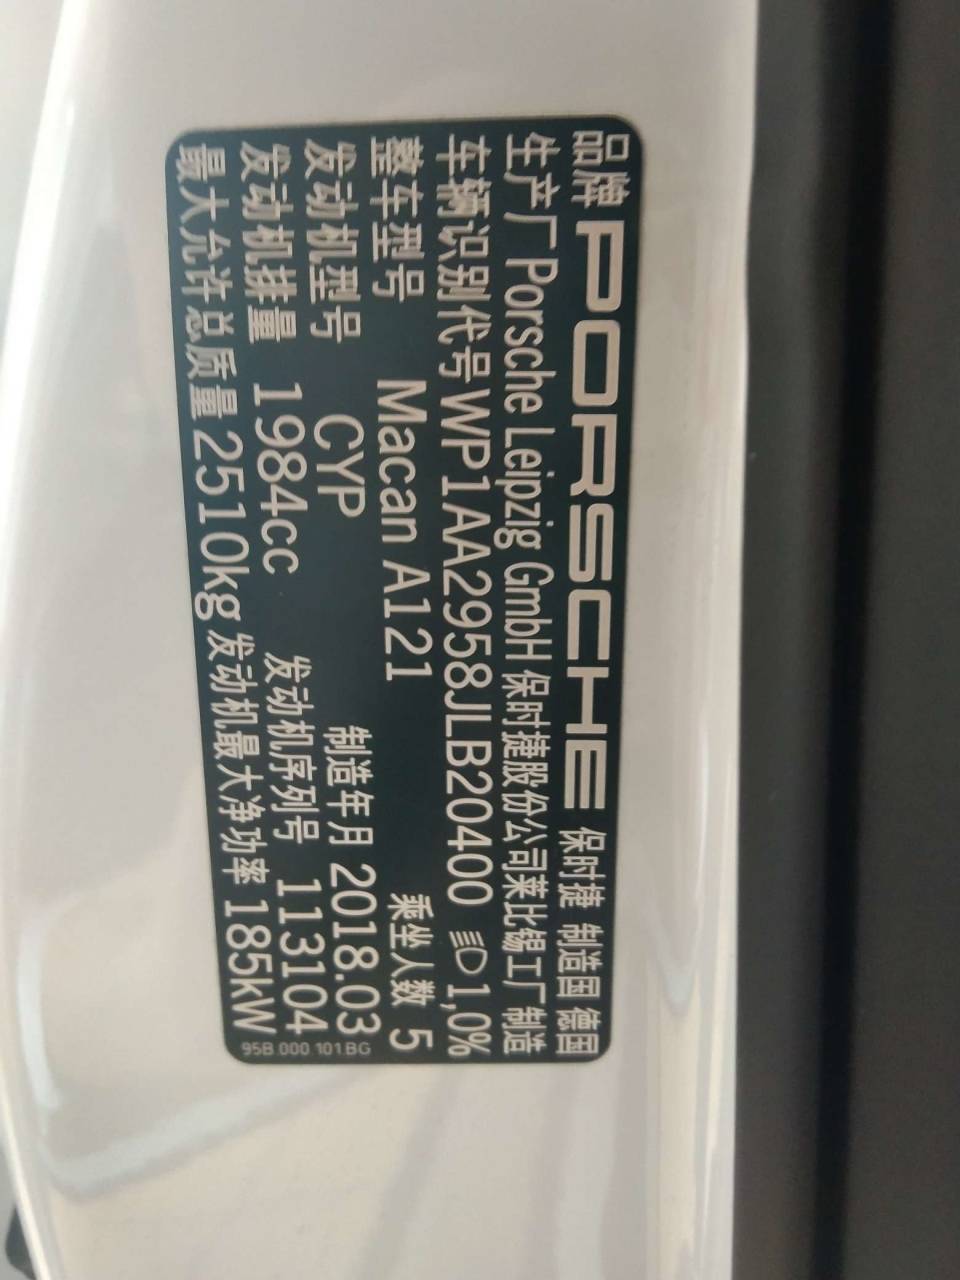 品牌 PORSCHE 保时捷 制造国 德国
生产厂 Porsche Leipzig GmbH 保时捷股份公司莱比锡工厂制造
车辆识别代号 WP1AA2958JLB20400 1,0%
整车型号 Macan A121 乘坐人数 5
发动机型号 CYP 制造年月 2018.03
发动机排量 1984cc 发动机序列号 113104
最大允许总质量 2510kg 发动机最大净功率 185kW
95B.000.101BG